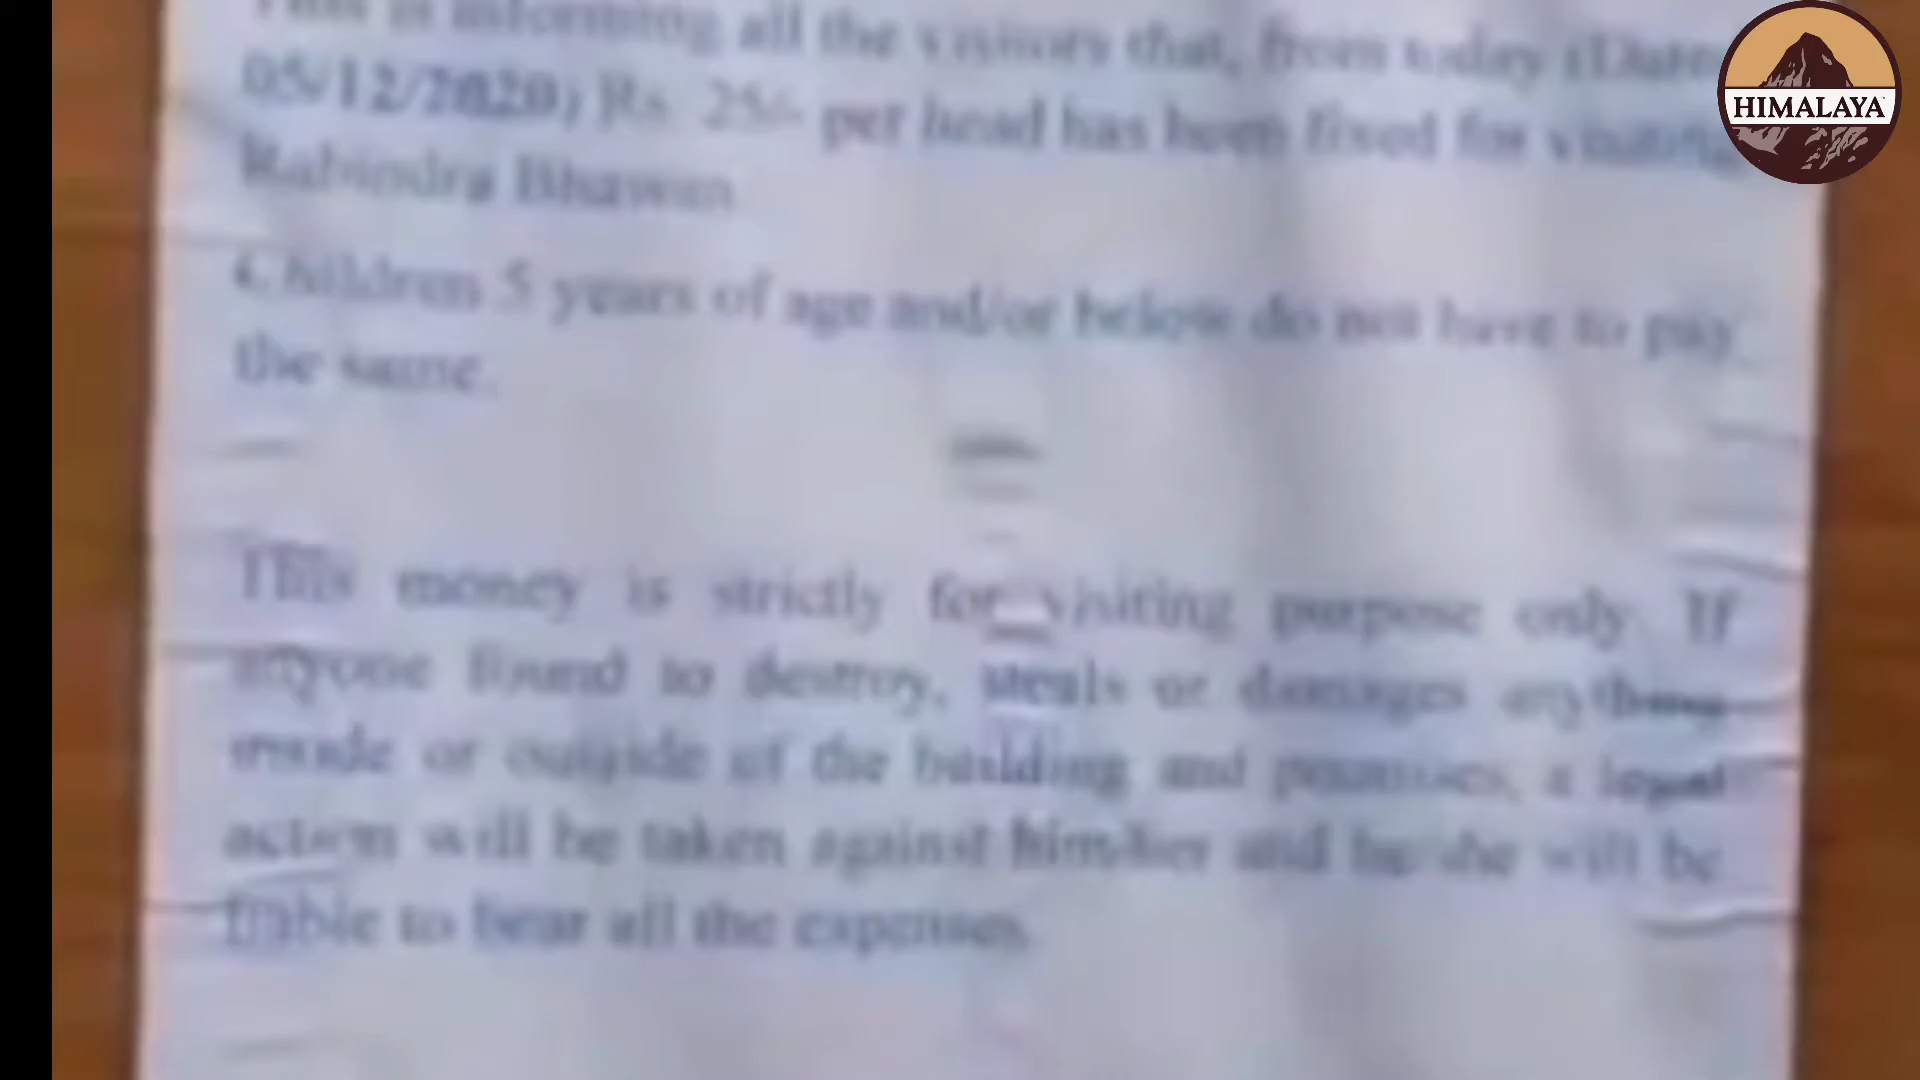 This is informing all the visitors that, from today (Date
05/12/2020) Rs. 25/- per head has been fixed for visiting
Rabindra Bhawan
Children 5 years of age and/or below do not have to pay
the same.
This money is strictly for visiting purpose only. If
anyone found to destroy, steals or damages anything
inside or outside of the building and premises, a legal
action will be taken against him/her and he/she will be
liable to bear all the expenses.
HIMALAYA